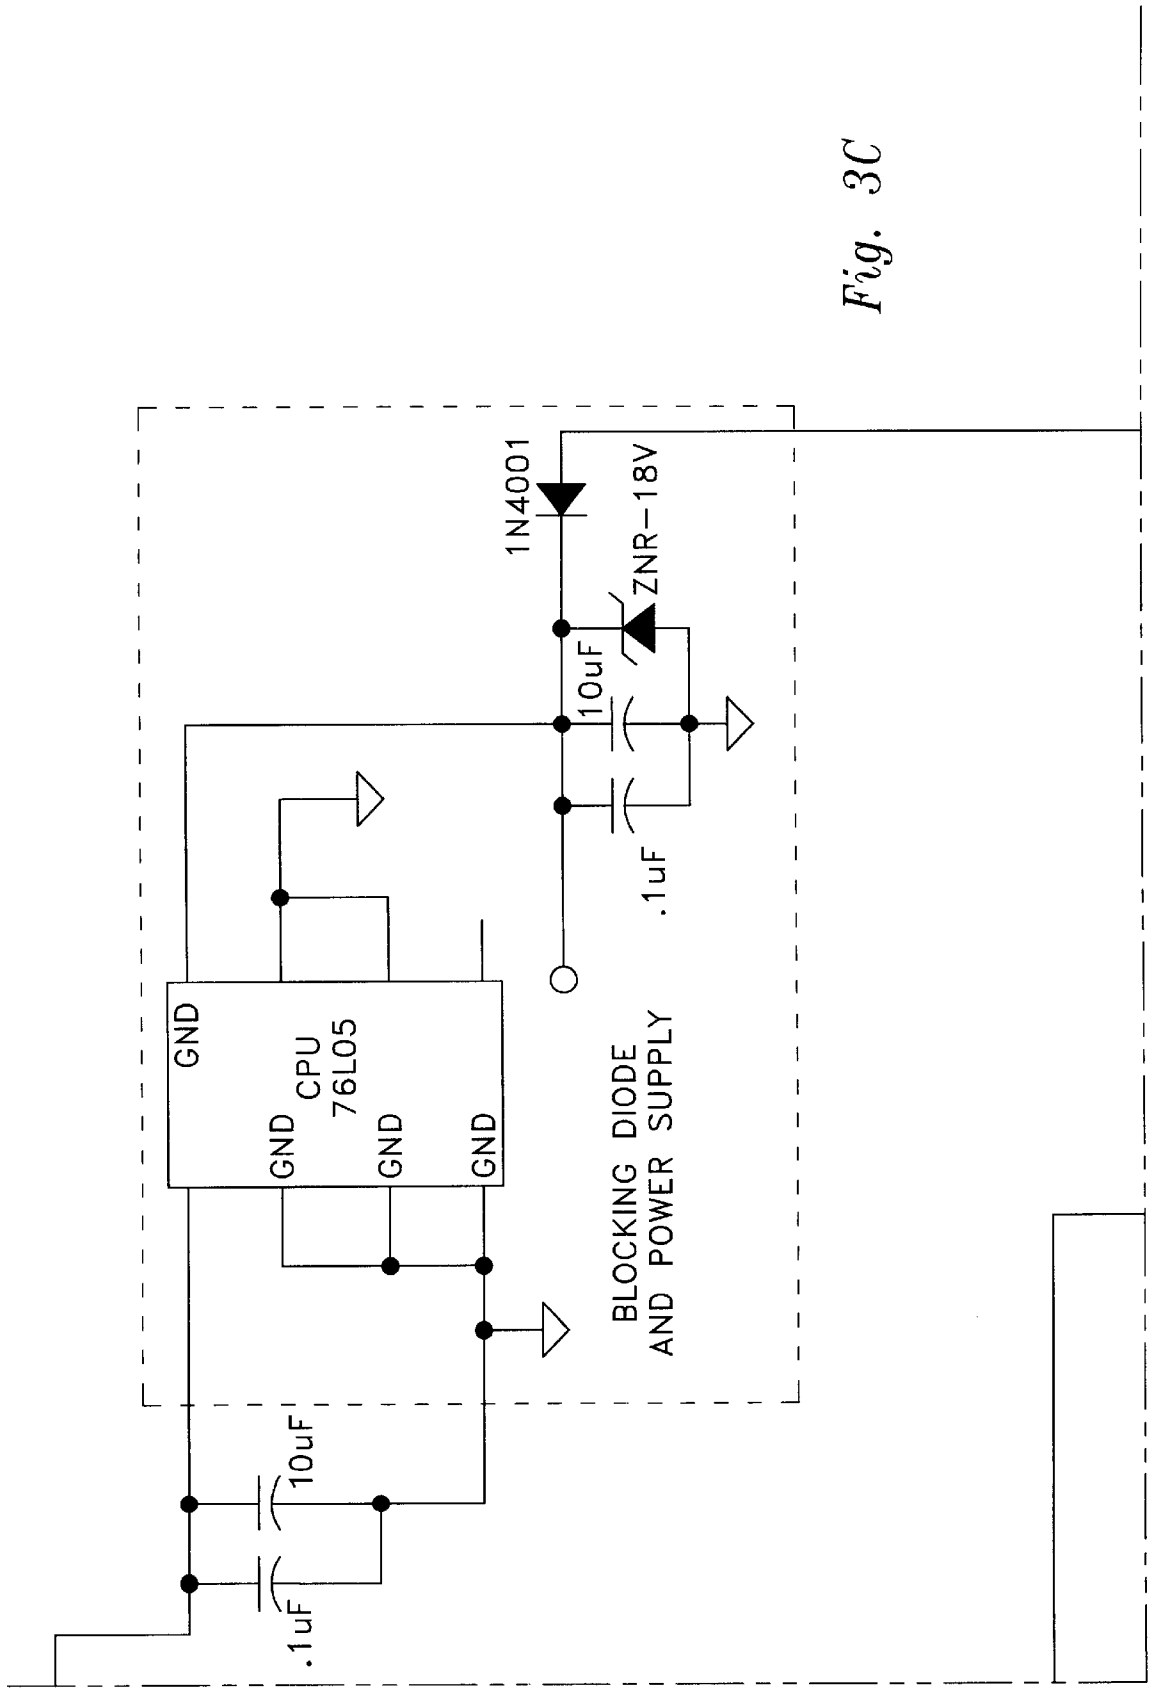 GND
CPU
76L05
GND
GND
GND
10uF
.1uF
1N4001
ZNR-18V
10uF
.1uF
BLOCKING DIODE
AND POWER SUPPLY
Fig. 3C